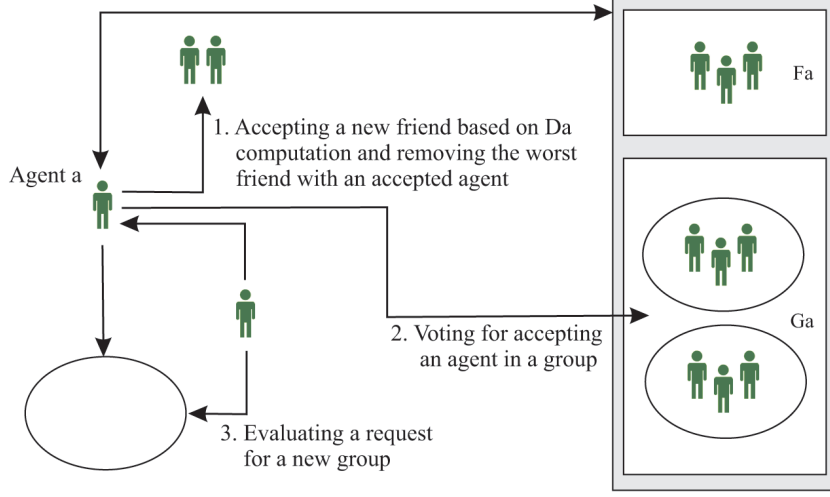 Fa
1. Accepting a new friend based on Da
computation and removing the worst
friend with an accepted agent
Agent a
Ga
2. Voting for accepting
an agent in a group
3. Evaluating a request
for a new group